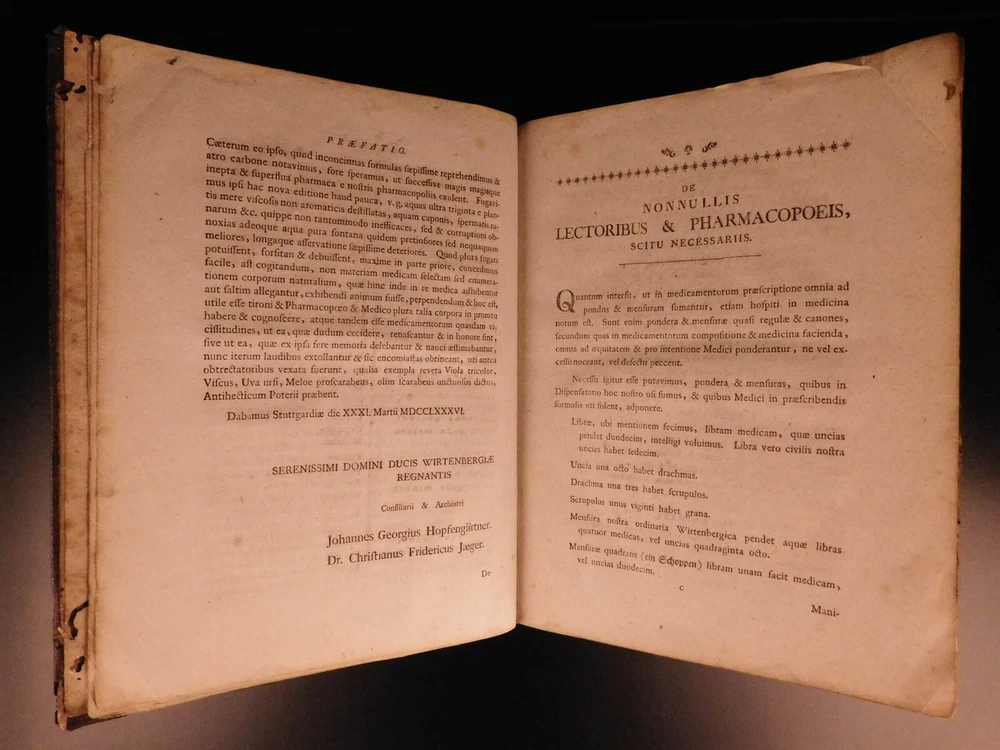 PRÆFATIO.
Cæterum eo ipſo, quod inconcinnas formulas ſæpiſſime reprehendimus &
atro carbone notavimus, fore ſperamus, ut ſucceſſive magis magisque
inepta & ſuperflua pharmaca e noſtris pharmacopoliis exulent. Fugavi-
mus ipſi hac nova editione haud pauca, v. g. aquas ultra triginta e plan-
tis mere viſcoſis non aromaticis deſtillatas, aquam caponis, ſpermatis ra-
narum &c. quippe non tantummodo inefficaces, ſed & corruptioni ob-
noxias adeoque aqua pura fontana quidem pretioſiores ſed nequaquam
meliores, longaque aſſervatione ſæpiſſime deteriores. Quod plura fugari
potuiſſent, forſitan & debuiſſent, maxime in parte priore, concedimus
facile, aſt cogitandum, non materiam medicam ſelectam ſed enumera-
tionem corporum naturalium, quæ hinc inde in re medica adhibentur
aut ſaltim allegantur, exhibendi animum fuiſſe, perpendendum & hoc eſt,
utile eſſe tironi & Pharmacopœo & Medico plura talia corpora in promtu
habere & cognoſcere, atque tandem eſſe medicamentorum quasdam vi-
ciſſitudines, ut ea, quæ dudum cecidere, renaſcantur & in honore ſint,
ſive ut ea, quæ ex ipſa fere memoria delebantur & nauci æſtimabantur,
nunc iterum laudibus extollantur & ſic encomiaſtas obtineant, uti antea
obtrectatoribus vexata fuerunt, qualia exempla revera Viola tricolor,
Viſcus, Uva urſi, Meloe proſcarabeus, olim ſcarabeus unctuoſus dictus,
Antihecticum Poterii præbent.
Dabamus Stuttgardiæ die XXXI. Martii MDCCLXXXVI.
SERENISSIMI DOMINI DUCIS WIRTENBERGIÆ
REGNANTIS
Conſiliarii & Archiatri
Johannes Georgius Hopfengärtner.
Dr. Chriſtianus Fridericus Jæger.
De
DE
NONNULLIS
LECTORIBUS & PHARMACOPOEIS,
SCITU NECESSARIIS.
Quantum interſit, ut in medicamentorum præſcriptione omnia ad
pondus & menſuram ſumantur, etiam hoſpiti in medicina
notum eſt. Sunt enim pondera & menſuræ quaſi regulæ & canones,
ſecundum quas in medicamentorum compoſitione & medicina facienda,
omnia ad æquitatem & pro intentione Medici ponderantur, ne vel ex-
ceſſu noceant, vel defectu peccent.
Neceſſu igitur eſſe putavimus, pondera & menſuras, quibus in
Diſpenſatorio hoc noſtro uſi ſumus, & quibus Medici in præſcribendis
formulis uti ſolent, adponere.
Libræ, ubi mentionem fecimus, libram medicam, quæ uncias
pendet duodecim, intelligi voluimus. Libra vero civilis noſtra
uncias habet ſedecim.
Uncia una octo habet drachmas.
Drachma una tres habet ſcrupulos.
Scrupulus unus viginti habet grana.
Menſura noſtra ordinaria Wirtenbergica pendet aquæ libras
quatuor medicas, vel uncias quadraginta octo.
Menſuræ quadrans (ein Schoppen) libram unam facit medicam,
vel uncias duodecim.
c
Mani-